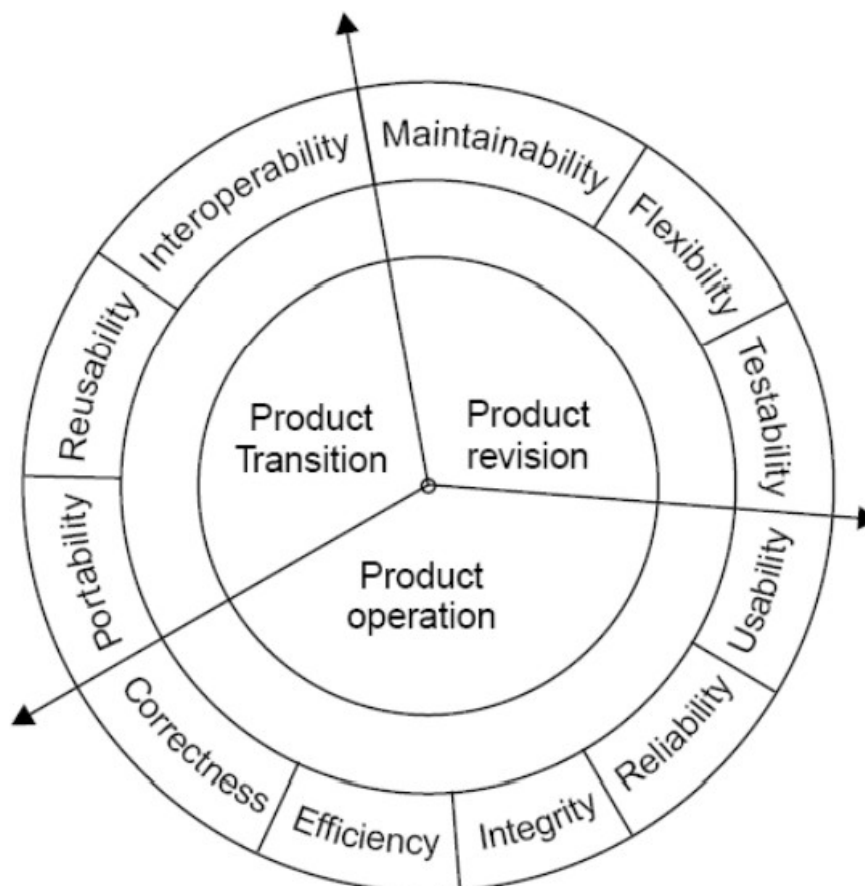 Interoperability
Maintainability
Flexibility
Testability
Usability
Reliability
Integrity
Efficiency
Correctness
Portability
Reusability
Product
Transition
Product
revision
Product
operation